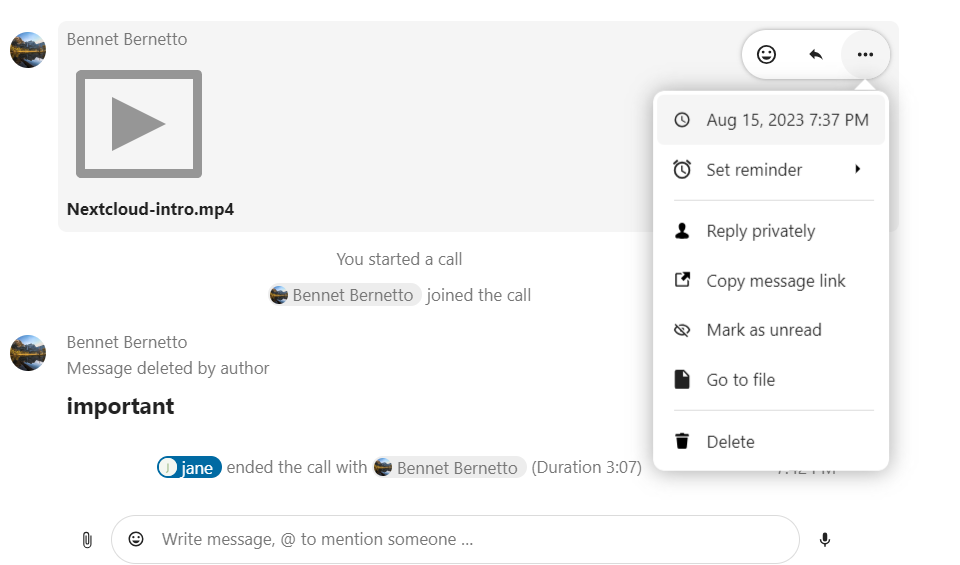 Bennet Bernetto
Nextcloud-intro.mp4
Aug 15, 2023 7:37 PM
Set reminder
Reply privately
Copy message link
Mark as unread
Go to file
Delete
You started a call
Bennet Bernetto joined the call
Bennet Bernetto
Message deleted by author
important
J jane ended the call with Bennet Bernetto (Duration 3:07)
Write message, @ to mention someone ...